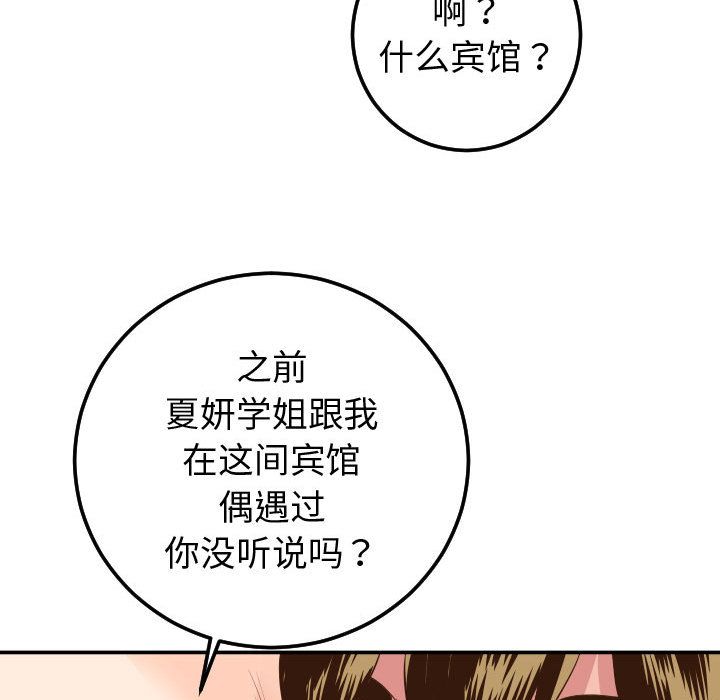 啊？
什么宾馆？
之前
夏妍学姐跟我
在这间宾馆
偶遇过
你没听说吗？